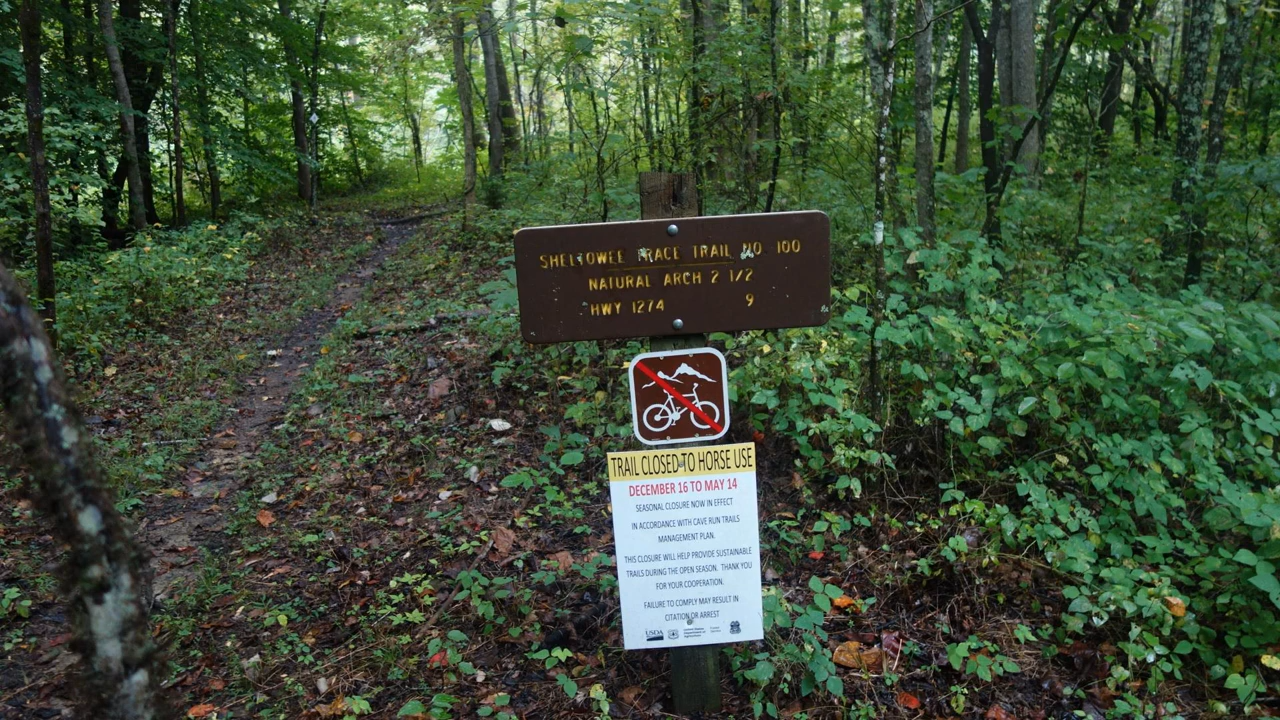 SHELTOWEE TRACE TRAIL NO 100
NATURAL ARCH 2 1/2
HWY 1274 9
TRAIL CLOSED TO HORSE USE
DECEMBER 16 TO MAY 14
SEASONAL CLOSURE NOW IN EFFECT
IN ACCORDANCE WITH CAVE RUN TRAILS
MANAGEMENT PLAN.
THIS CLOSURE WILL HELP PROVIDE SUSTAINABLE
TRAILS DURING THE OPEN SEASON. THANK YOU
FOR YOUR COOPERATION.
FAILURE TO COMPLY MAY RESULT IN
CITATION OR ARREST
USDA